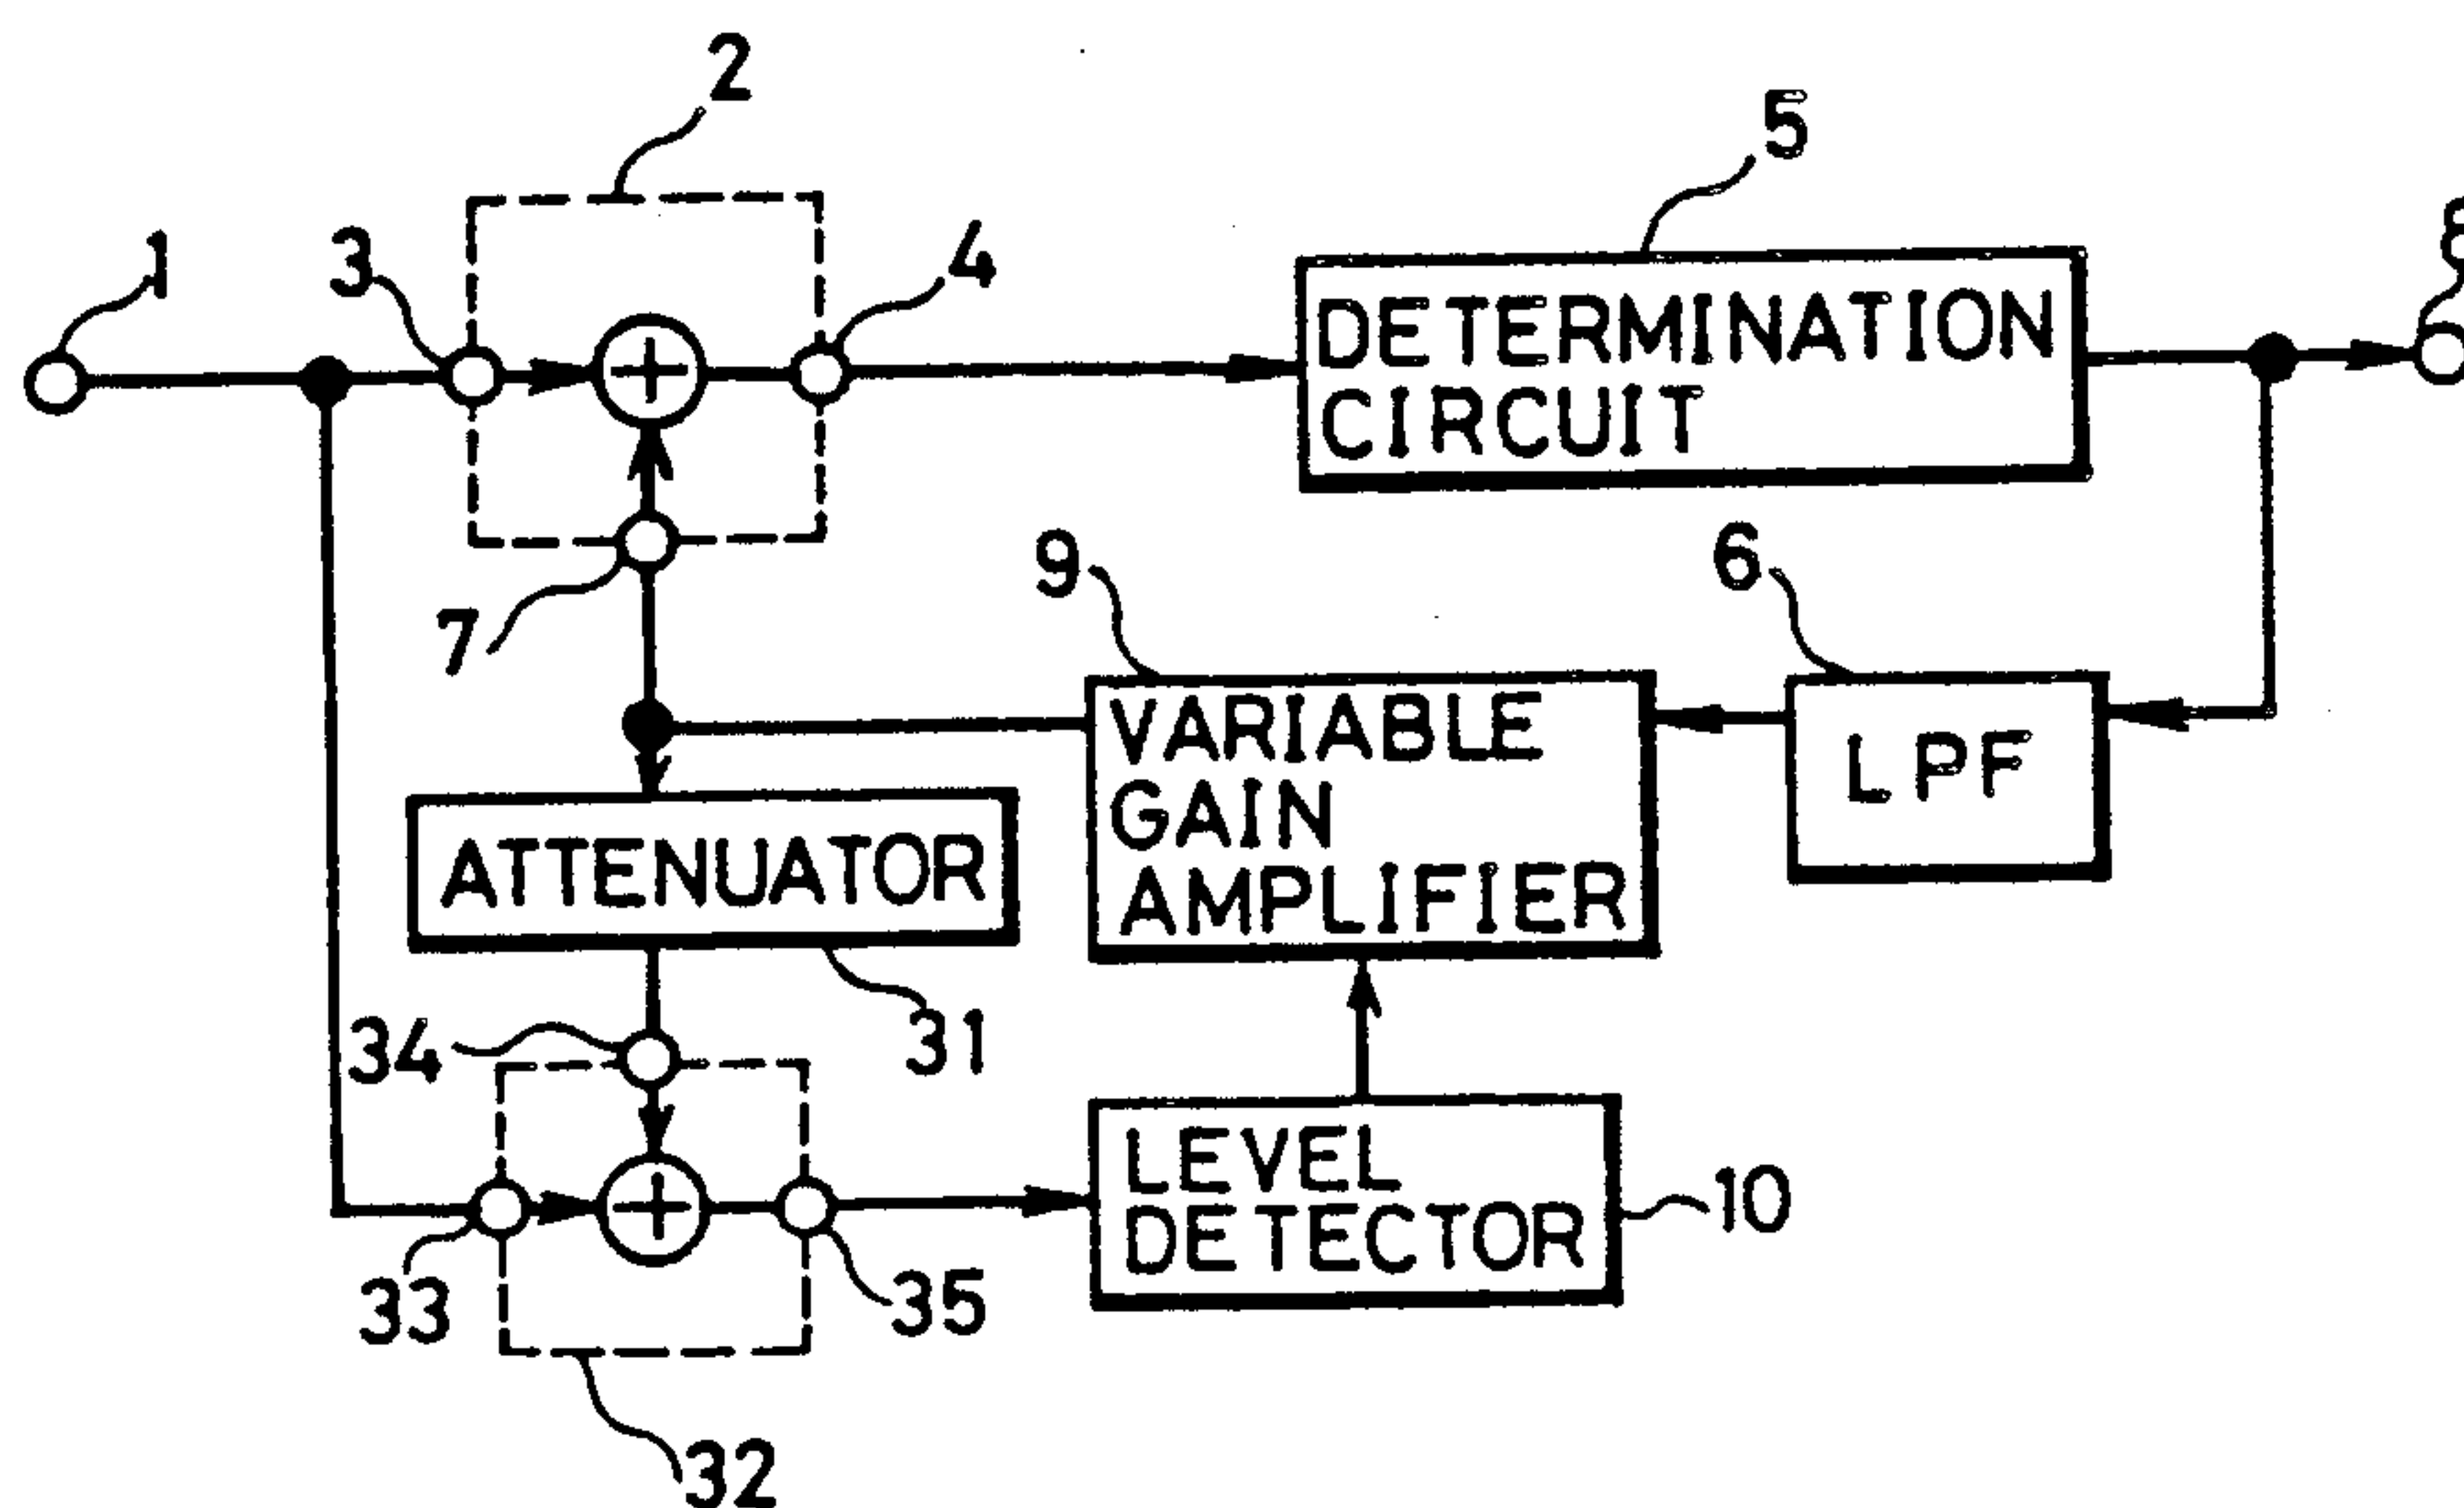 2
5
1
3
4
8
DETERMINATION
CIRCUIT
7
9
6
VARIABLE
GAIN
AMPLIFIER
LPF
ATTENUATOR
34
31
LEVEL
DETECTOR
10
33
35
32